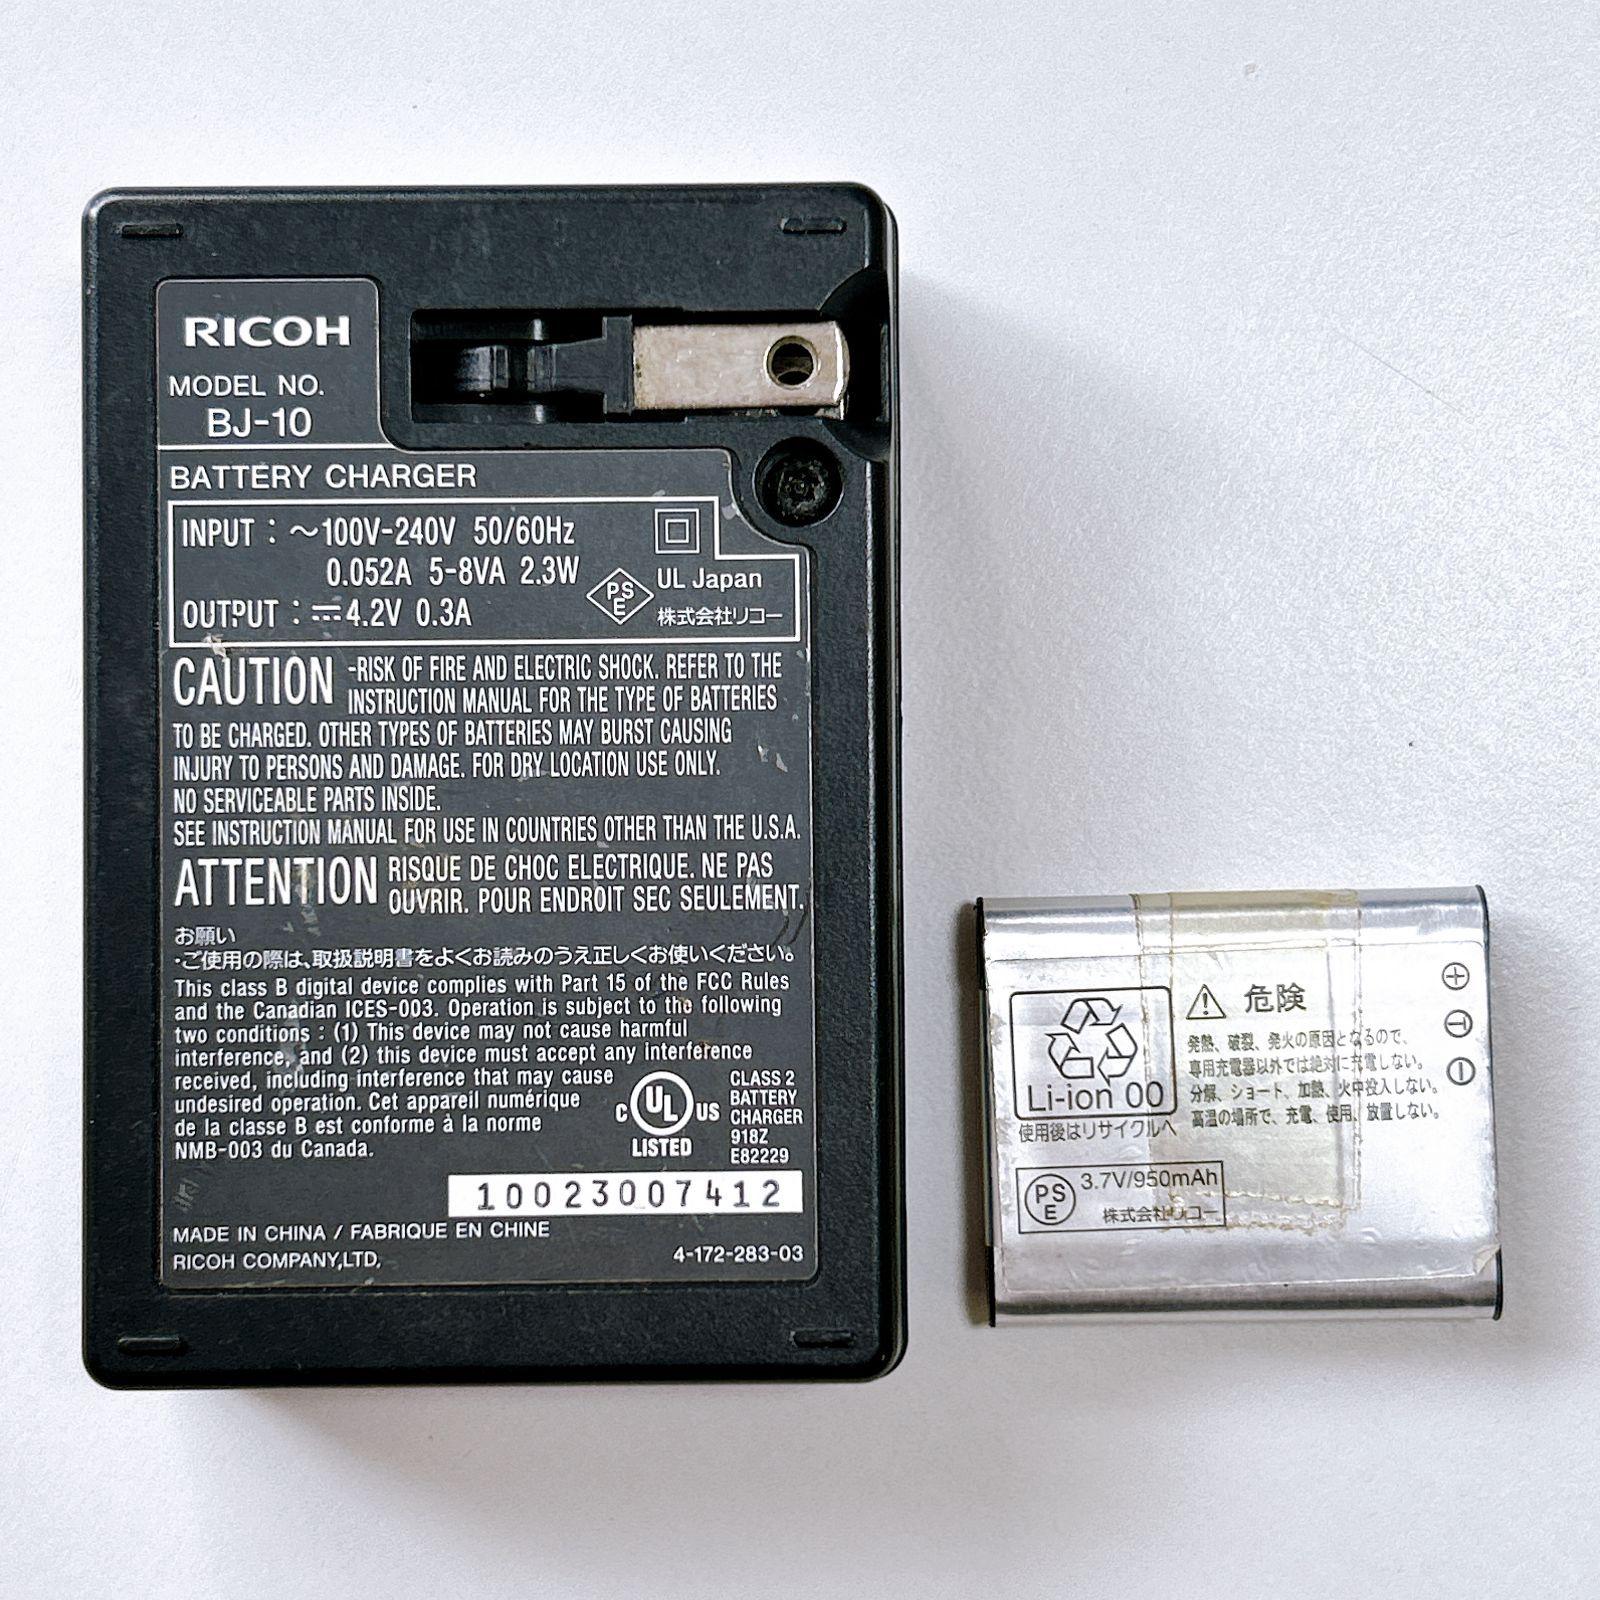 RICOH
MODEL NO.
BJ-10
BATTERY CHARGER
INPUT : ～100V-240V 50/60Hz
0.052A 5-8VA 2.3W
OUTPUT : ⎓4.2V 0.3A
PSE
UL Japan
株式会社リコー
CAUTION -RISK OF FIRE AND ELECTRIC SHOCK. REFER TO THE
INSTRUCTION MANUAL FOR THE TYPE OF BATTERIES
TO BE CHARGED. OTHER TYPES OF BATTERIES MAY BURST CAUSING
INJURY TO PERSONS AND DAMAGE. FOR DRY LOCATION USE ONLY.
NO SERVICEABLE PARTS INSIDE.
SEE INSTRUCTION MANUAL FOR USE IN COUNTRIES OTHER THAN THE U.S.A.
ATTENTION RISQUE DE CHOC ELECTRIQUE. NE PAS
OUVRIR. POUR ENDROIT SEC SEULEMENT.
お願い
・ご使用の際は、取扱説明書をよくお読みのうえ正しくお使いください。
This class B digital device complies with Part 15 of the FCC Rules
and the Canadian ICES-003. Operation is subject to the following
two conditions : (1) This device may not cause harmful
interference, and (2) this device must accept any interference
received, including interference that may cause
undesired operation. Cet appareil numérique
de la classe B est conforme à la norme
NMB-003 du Canada.
C UL US
LISTED
CLASS 2
BATTERY
CHARGER
918Z
E82229
10023007412
MADE IN CHINA / FABRIQUE EN CHINE
RICOH COMPANY,LTD.
4-172-283-03
Li-ion 00
使用後はリサイクルへ
⚠ 危険
発熱、破裂、発火の原因となるので、
専用充電器以外では絶対に充電しない。
分解、ショート、加熱、火中投入しない。
高温の場所で、充電、使用、放置しない。
⊕
T
⊖
PSE
3.7V/950mAh
株式会社リコー